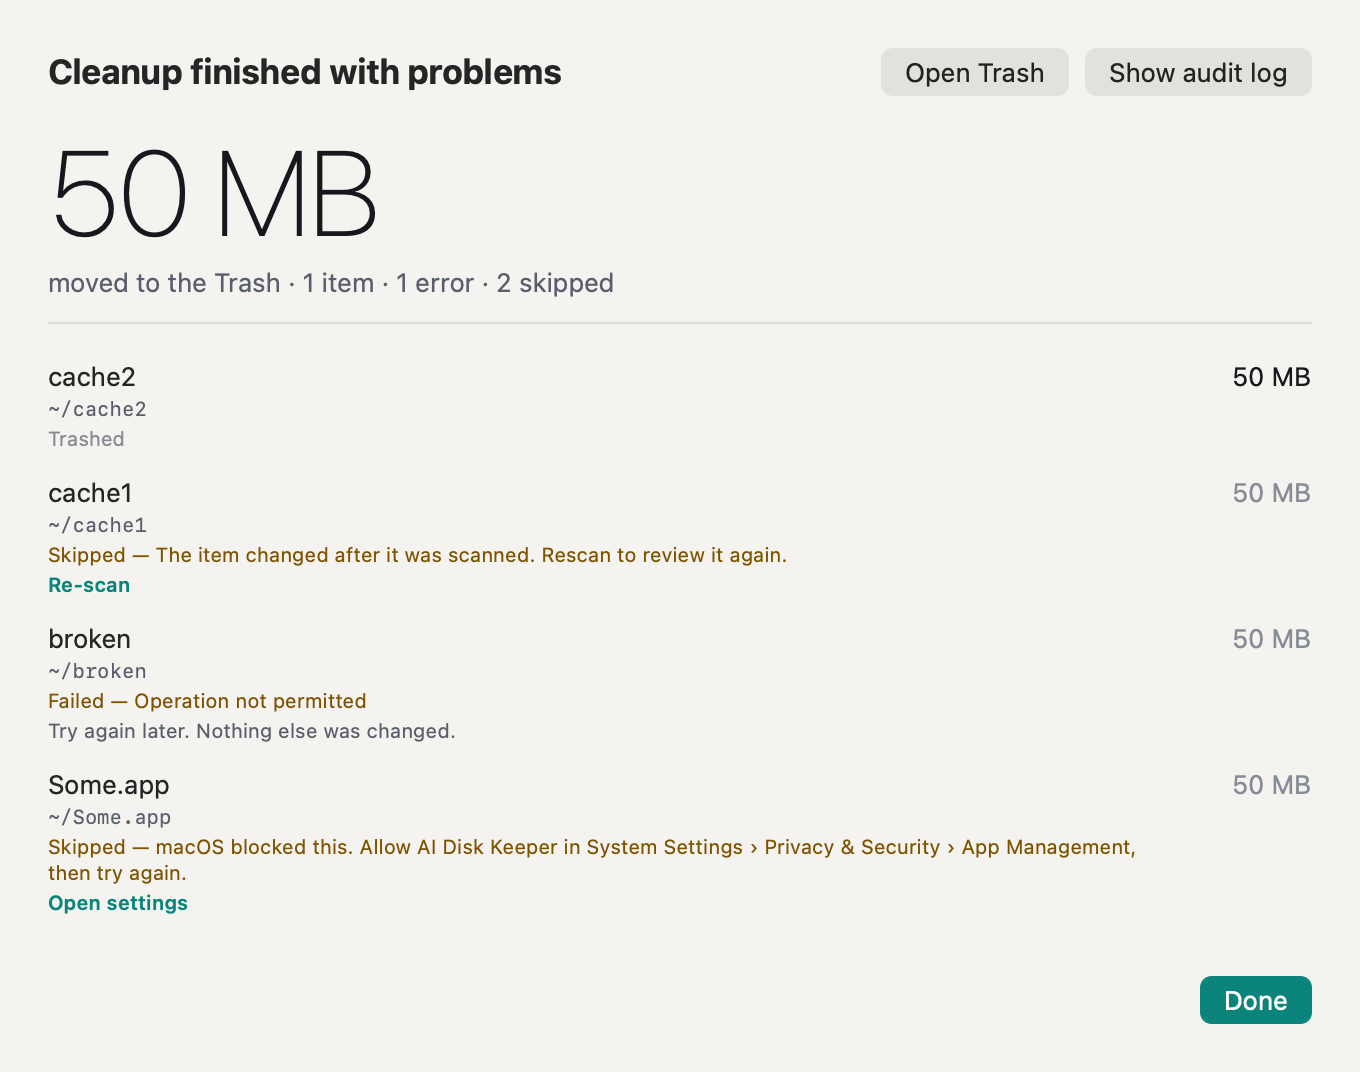 Cleanup finished with problems
Open Trash
Show audit log
50 MB
moved to the Trash · 1 item · 1 error · 2 skipped
cache2
50 MB
~/cache2
Trashed
cache1
50 MB
~/cache1
Skipped — The item changed after it was scanned. Rescan to review it again.
Re-scan
broken
50 MB
~/broken
Failed — Operation not permitted
Try again later. Nothing else was changed.
Some.app
50 MB
~/Some.app
Skipped — macOS blocked this. Allow AI Disk Keeper in System Settings › Privacy & Security › App Management,
then try again.
Open settings
Done